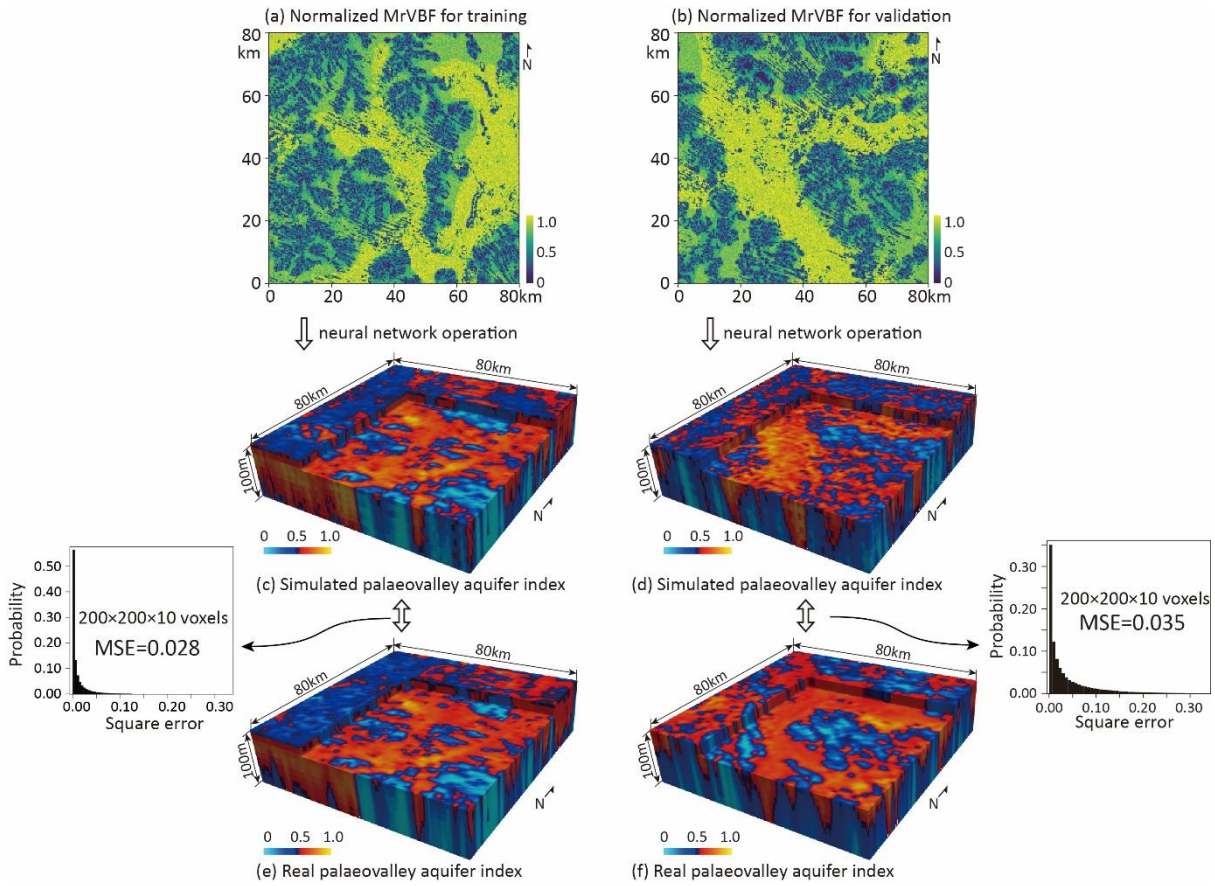 (a) Normalized MrVBF for training
80
km
60
40
20
0
0 20 40 60 80km
N
1.0
0.5
0
(b) Normalized MrVBF for validation
80
km
60
40
20
0
0 20 40 60 80km
N
1.0
0.5
0
neural network operation
neural network operation
80km
80km
100m
N
0 0.5 1.0
(c) Simulated palaeovalley aquifer index
80km
80km
100m
N
0 0.5 1.0
(d) Simulated palaeovalley aquifer index
Probability
0.50
0.40
0.30
0.20
0.10
0.00
200×200×10 voxels
MSE=0.028
0.00 0.10 0.20 0.30
Square error
Probability
0.30
0.20
0.10
0.00
200×200×10 voxels
MSE=0.035
0.00 0.10 0.20 0.30
Square error
80km
80km
100m
N
0 0.5 1.0
(e) Real palaeovalley aquifer index
80km
80km
100m
N
0 0.5 1.0
(f) Real palaeovalley aquifer index